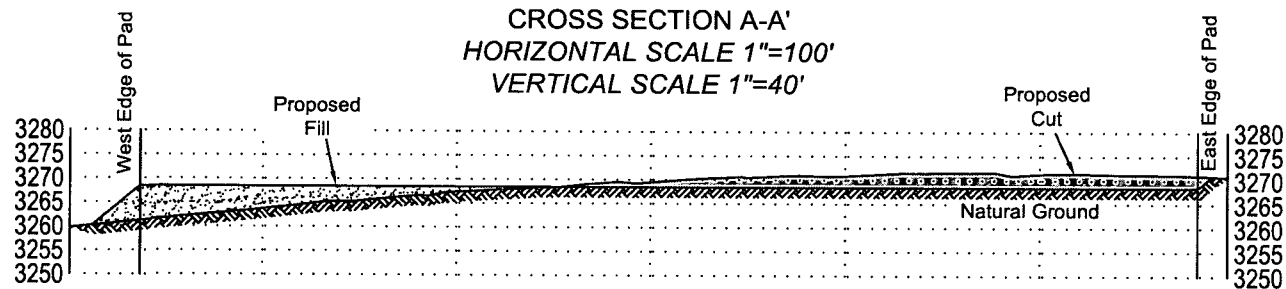 CROSS SECTION A-A'
HORIZONTAL SCALE 1"=100'
VERTICAL SCALE 1"=40'
West Edge of Pad
East Edge of Pad
Proposed
Fill
Proposed
Cut
3280
3275
3270
3265
3260
3255
3250
Natural Ground
3280
3275
3270
3265
3260
3255
3250